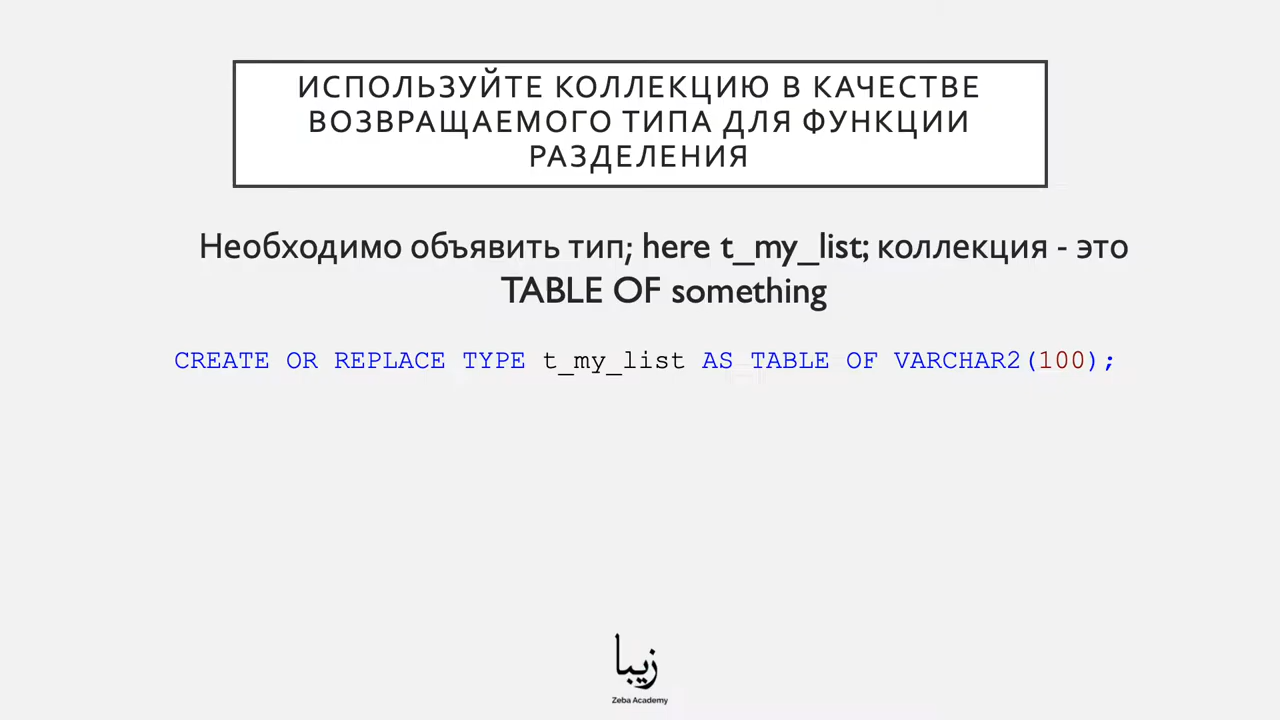 ИСПОЛЬЗУЙТЕ КОЛЛЕКЦИЮ В КАЧЕСТВЕ
ВОЗВРАЩАЕМОГО ТИПА ДЛЯ ФУНКЦИИ
РАЗДЕЛЕНИЯ
Необходимо объявить тип; here t_my_list; коллекция - это
TABLE OF something
CREATE OR REPLACE TYPE t_my_list AS TABLE OF VARCHAR2(100);
زيبا
Zeba Academy